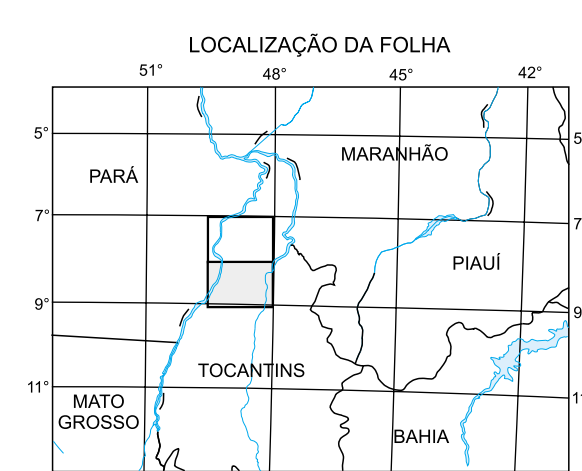 LOCALIZAÇÃO DA FOLHA
51° 48° 45° 42°
5° 5
MARANHÃO
PARÁ
7° 7
PIAUÍ
9° 9
TOCANTINS
11° 1
MATO
GROSSO
BAHIA